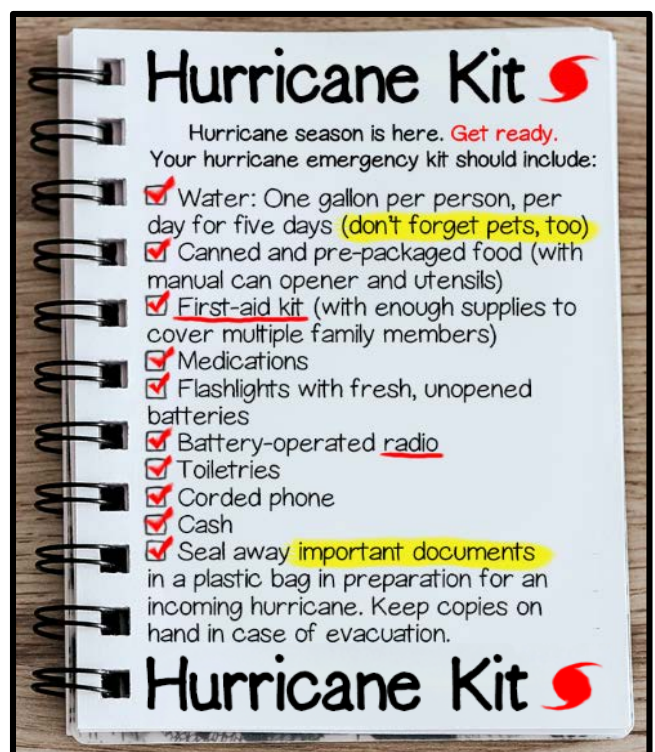 Hurricane Kit
Hurricane season is here. Get ready.
Your hurricane emergency kit should include:
Water: One gallon per person, per
day for five days (don't forget pets, too)
Canned and pre-packaged food (with
manual can opener and utensils)
First-aid kit (with enough supplies to
cover multiple family members)
Medications
Flashlights with fresh, unopened
batteries
Battery-operated radio
Toiletries
Corded phone
Cash
Seal away important documents
in a plastic bag in preparation for an
incoming hurricane. Keep copies on
hand in case of evacuation.
Hurricane Kit